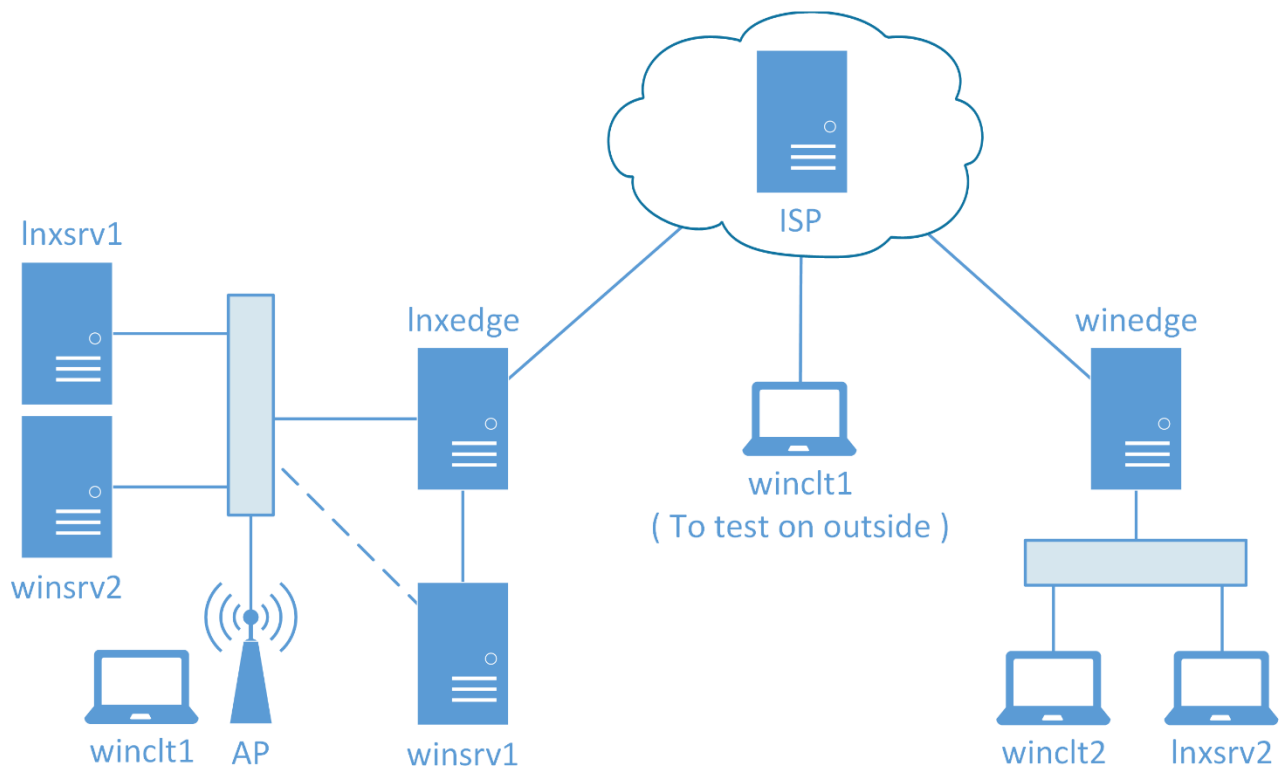 ISP
lnxsrv1
lnxedge
winedge
winclt1
( To test on outside )
winsrv2
winclt1
AP
winsrv1
winclt2
lnxsrv2